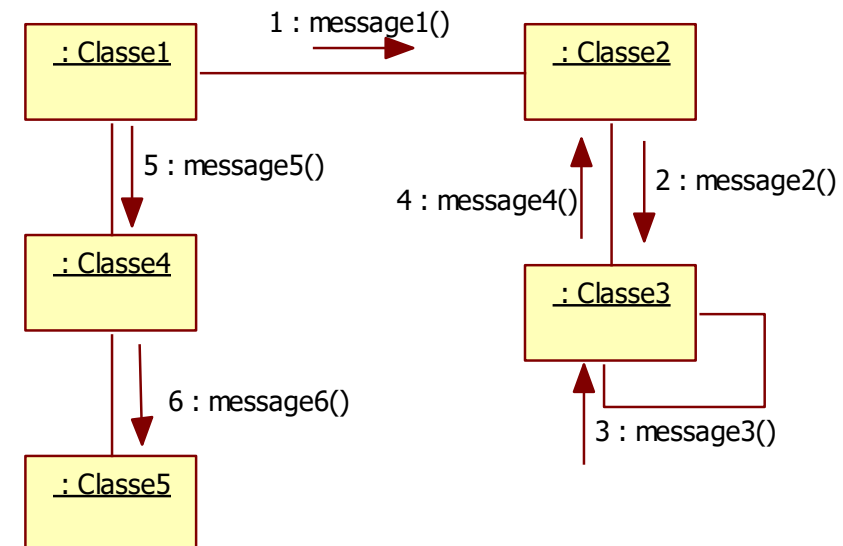 1 : message1()
: Classe1
: Classe2
5 : message5()
2 : message2()
4 : message4()
: Classe4
: Classe3
6 : message6()
3 : message3()
: Classe5